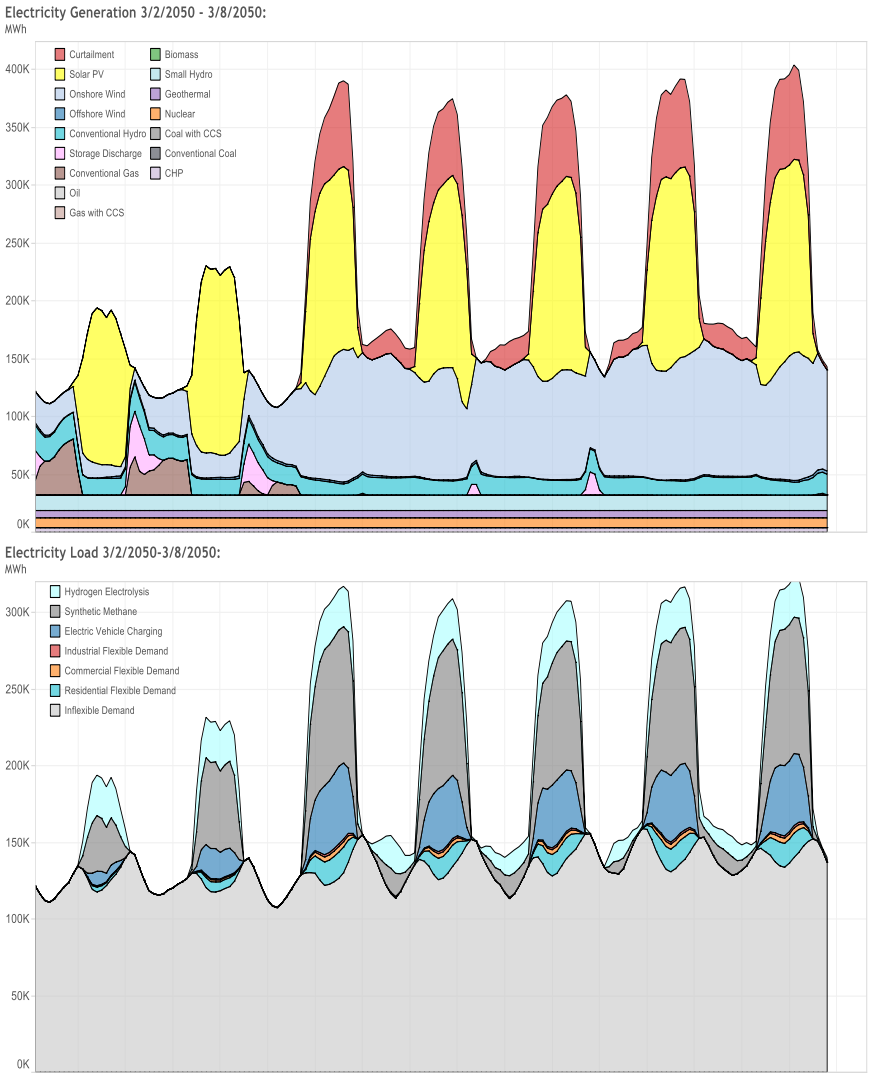 Electricity Generation 3/2/2050 - 3/8/2050:
MWh
400K
350K
300K
250K
200K
150K
100K
50K
0K
Curtailment
Solar PV
Onshore Wind
Offshore Wind
Conventional Hydro
Storage Discharge
Conventional Gas
Oil
Gas with CCS
Biomass
Small Hydro
Geothermal
Nuclear
Coal with CCS
Conventional Coal
CHP
Electricity Load 3/2/2050-3/8/2050:
MWh
300K
250K
200K
150K
100K
50K
0K
Hydrogen Electrolysis
Synthetic Methane
Electric Vehicle Charging
Industrial Flexible Demand
Commercial Flexible Demand
Residential Flexible Demand
Inflexible Demand